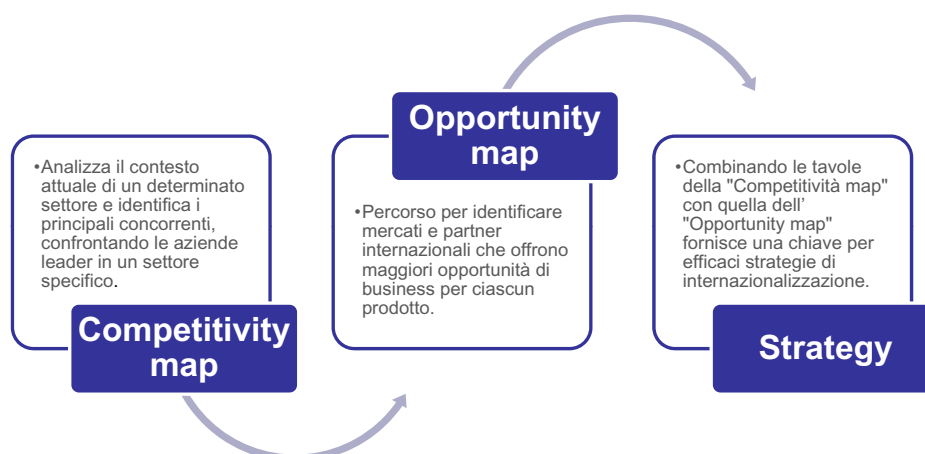 •Analizza il contesto
attuale di un determinato
settore e identifica i
principali concorrenti,
confrontando le aziende
leader in un settore
specifico.
Competitivity
map
Opportunity
map
•Percorso per identificare
mercati e partner
internazionali che offrono
maggiori opportunità di
business per ciascun
prodotto.
•Combinando le tavole
della "Competitività map"
con quella dell’
"Opportunity map"
fornisce una chiave per
efficaci strategie di
internazionalizzazione.
Strategy